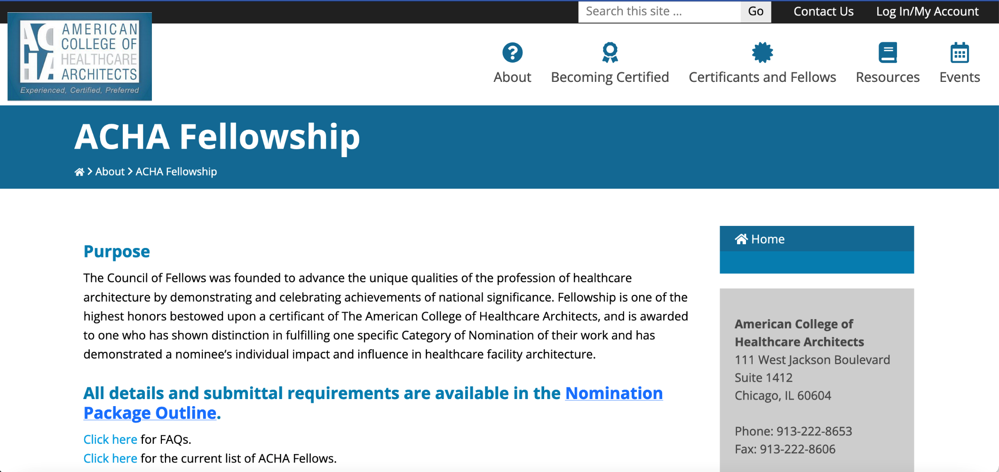 Search this site ...
Go
Contact Us
Log In/My Account
ACHA
AMERICAN
COLLEGE OF
HEALTHCARE
ARCHITECTS
Experienced, Certified, Preferred
About
Becoming Certified
Certificants and Fellows
Resources
Events
ACHA Fellowship
About
ACHA Fellowship
Purpose
The Council of Fellows was founded to advance the unique qualities of the profession of healthcare
architecture by demonstrating and celebrating achievements of national significance. Fellowship is one of the
highest honors bestowed upon a certificant of The American College of Healthcare Architects, and is awarded
to one who has shown distinction in fulfilling one specific Category of Nomination of their work and has
demonstrated a nominee’s individual impact and influence in healthcare facility architecture.
All details and submittal requirements are available in the Nomination
Package Outline.
Click here for FAQs.
Click here for the current list of ACHA Fellows.
Home
American College of
Healthcare Architects
111 West Jackson Boulevard
Suite 1412
Chicago, IL 60604
Phone: 913-222-8653
Fax: 913-222-8606